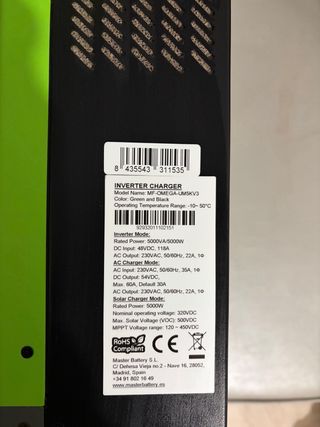 8 435543 311535
INVERTER CHARGER
Model Name: MF-OMEGA-UM5KV3
Color: Green and Black
Operating Temperature Range: -10~ 50°C
92932011102151
Inverter Mode:
Rated Power: 5000VA/5000W
DC Input: 48VDC, 118A
AC Output: 230VAC, 50/60Hz, 22A, 1Φ
AC Charger Mode:
AC Input: 230VAC, 50/60Hz, 35A, 1Φ
DC Output: 54VDC,
Max. 60A, Default 30A
AC Output: 230VAC, 50/60Hz, 22A, 1Φ
Solar Charger Mode:
Rated Power: 5000W
Nominal operating voltage: 320VDC
Max. Solar Voltage (VOC): 500VDC
MPPT Voltage range: 120 ~ 450VDC
RoHS
Compliant
CE
Master Battery S.L.
C/ Dehesa Vieja no.2 - Nave 16, 28052,
Madrid, Spain
+34 91 802 16 49
www.masterbattery.es